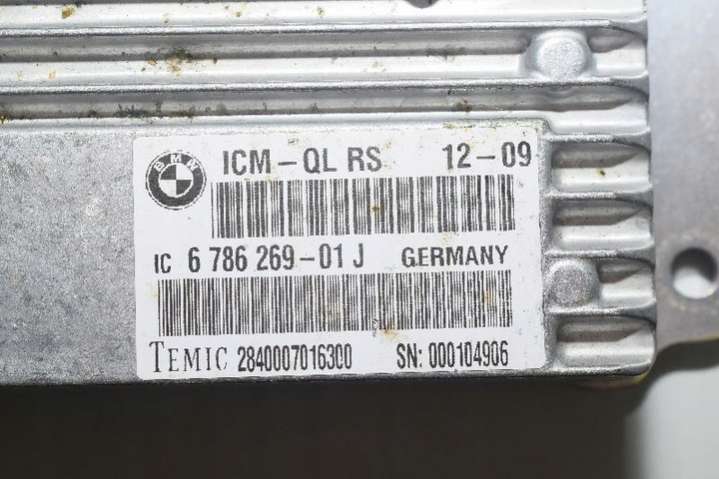 BMW
ICM-QL RS 12-09
IC 6 786 269-01 J GERMANY
TEMIC 2840007016300 SN: 000104906